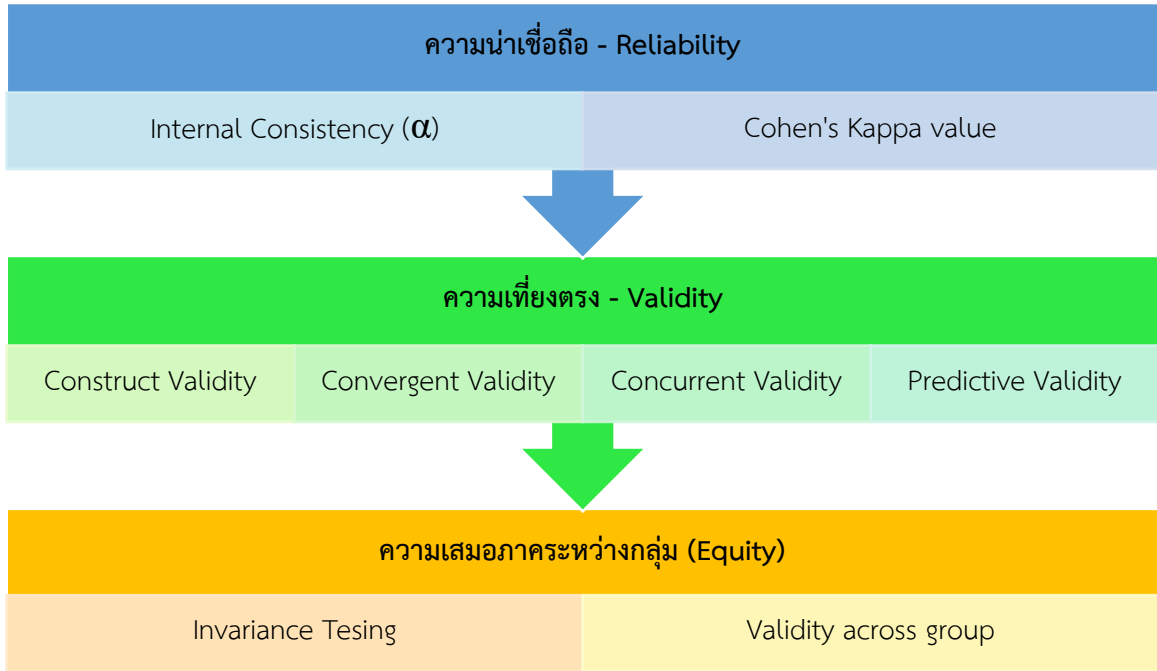 ความน่าเชื่อถือ - Reliability
Internal Consistency (α)
Cohen's Kappa value
ความเที่ยงตรง - Validity
Construct Validity
Convergent Validity
Concurrent Validity
Predictive Validity
ความเสมอภาคระหว่างกลุ่ม (Equity)
Invariance Tesing
Validity across group